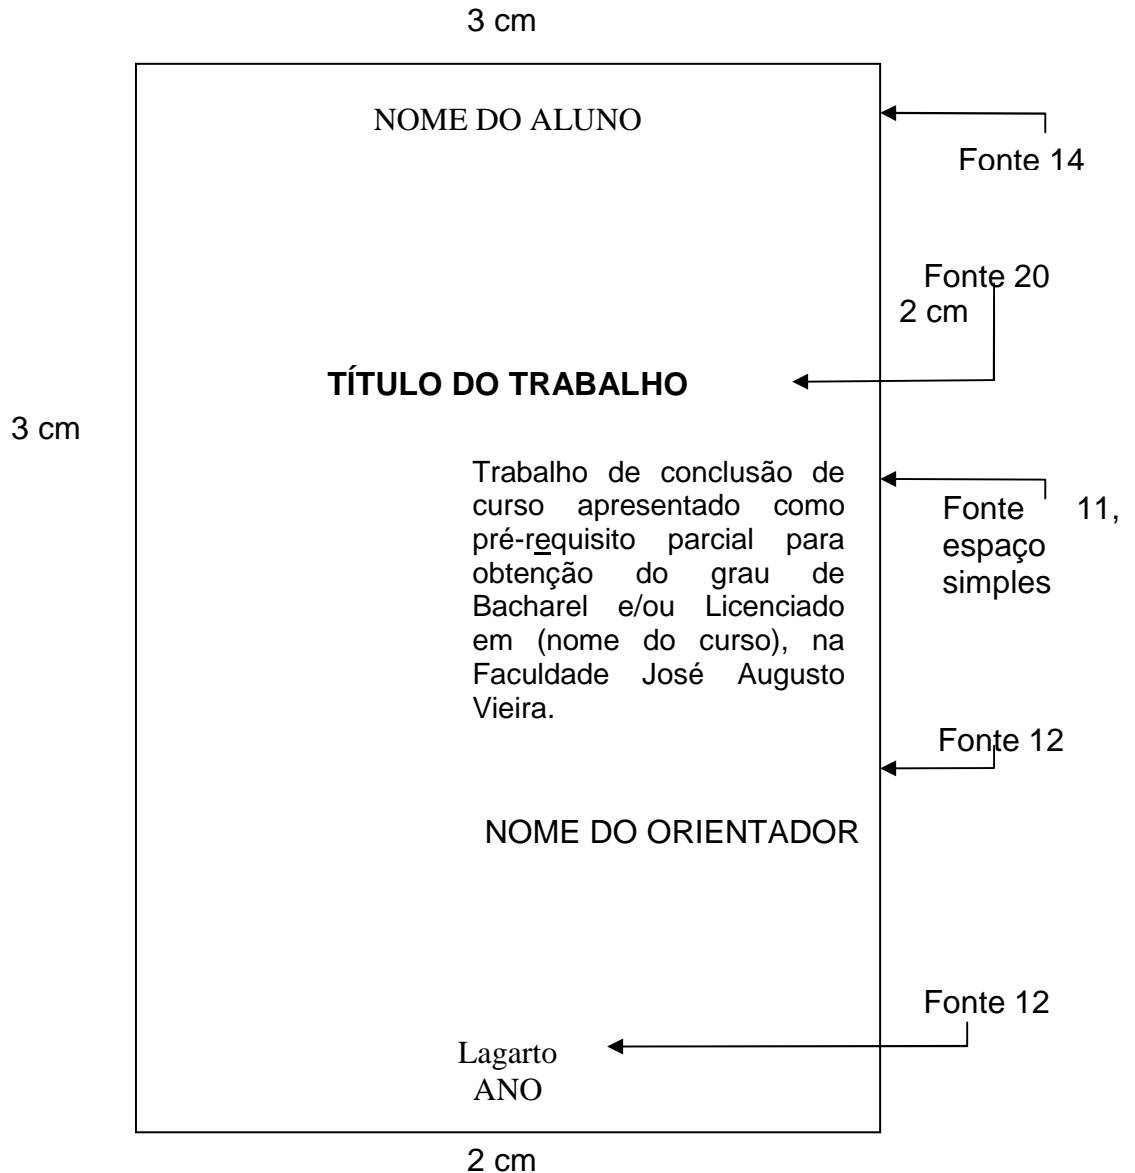 3 cm
NOME DO ALUNO
Fonte 14
Fonte 20
2 cm
TÍTULO DO TRABALHO
3 cm
Trabalho de conclusão de
curso apresentado como
pré-requisito parcial para
obtenção do grau de
Bacharel e/ou Licenciado
em (nome do curso), na
Faculdade José Augusto
Vieira.
Fonte 11,
espaço
simples
Fonte 12
NOME DO ORIENTADOR
Fonte 12
Lagarto
ANO
2 cm